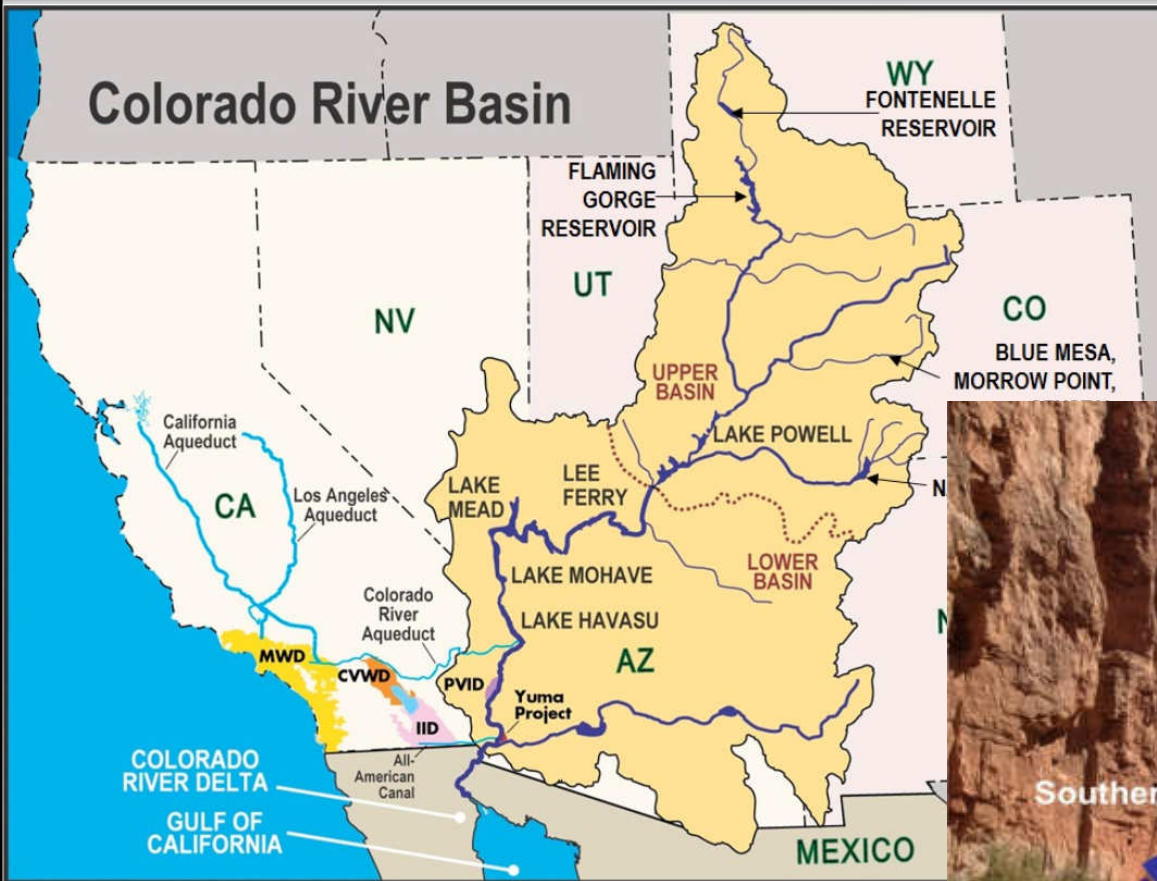 Colorado River Basin
WY
FONTENELLE
RESERVOIR
FLAMING
GORGE
RESERVOIR
UT
NV
CO
BLUE MESA,
MORROW POINT,
UPPER
BASIN
California
Aqueduct
LAKE POWELL
LEE
FERRY
LAKE
MEAD
CA
Los Angeles
Aqueduct
LOWER
BASIN
LAKE MOHAVE
Colorado
River
Aqueduct
LAKE HAVASU
AZ
MWD
CVWD
PVID
Yuma
Project
IID
All-
American
Canal
COLORADO
RIVER DELTA
GULF OF
CALIFORNIA
MEXICO